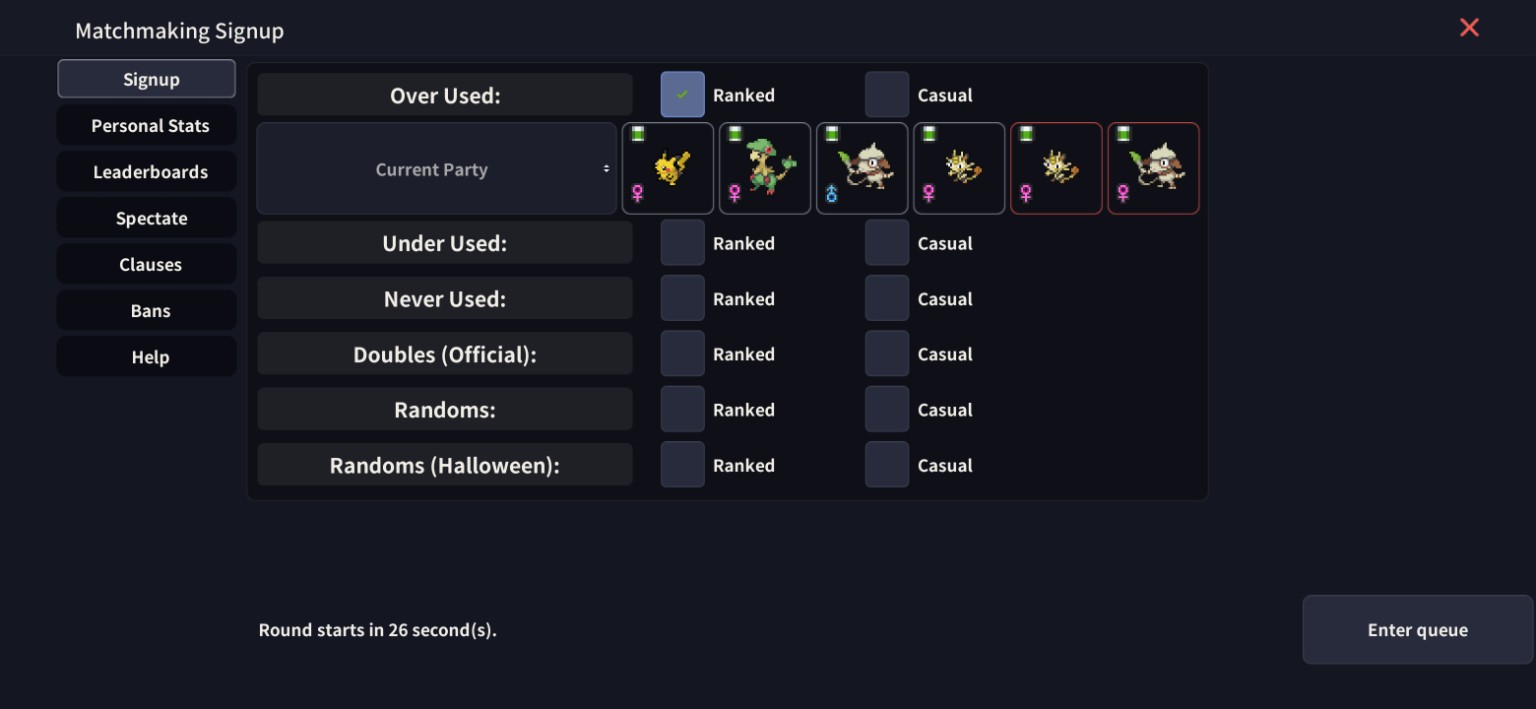 Matchmaking Signup
Signup
Personal Stats
Leaderboards
Spectate
Clauses
Bans
Help
Over Used: Ranked Casual
Current Party
Under Used: Ranked Casual
Never Used: Ranked Casual
Doubles (Official): Ranked Casual
Randoms: Ranked Casual
Randoms (Halloween): Ranked Casual
Round starts in 26 second(s).
Enter queue